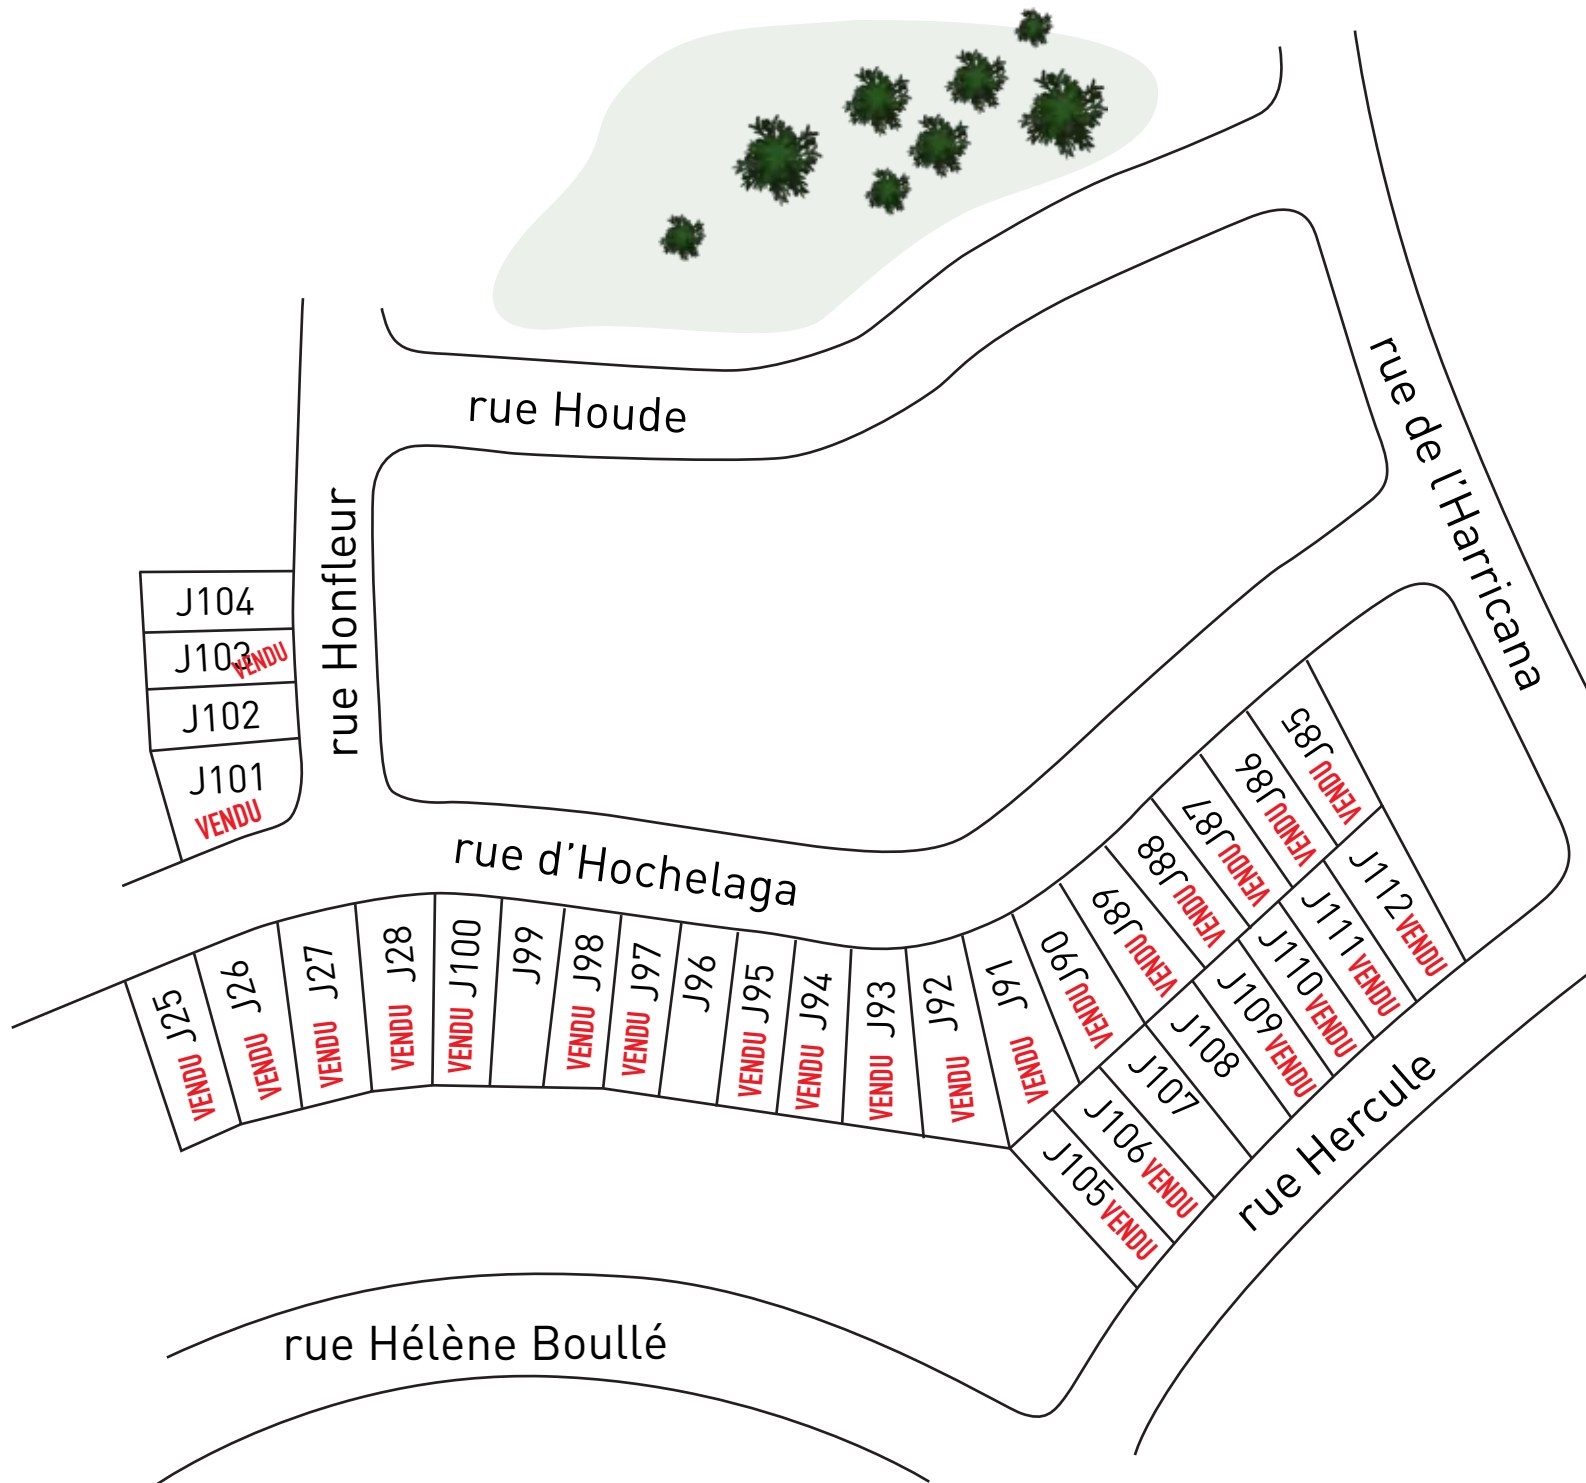 rue Houde
rue de l'Harricana
rue Honfleur
J104
J103
VENDU
J102
J101
VENDU
rue d'Hochelaga
J25 VENDU
J26 VENDU
J27 VENDU
J28 VENDU
J100 VENDU
J99
J98 VENDU
J97 VENDU
J96
J95 VENDU
J94 VENDU
J93 VENDU
J92 VENDU
J91 VENDU
J90 VENDU
J89 VENDU
J88 VENDU
J87 VENDU
J86 VENDU
J85 VENDU
J112 VENDU
J111 VENDU
J110 VENDU
J109 VENDU
J108
J107
J106 VENDU
J105 VENDU
rue Hercule
rue Hélène Boullé